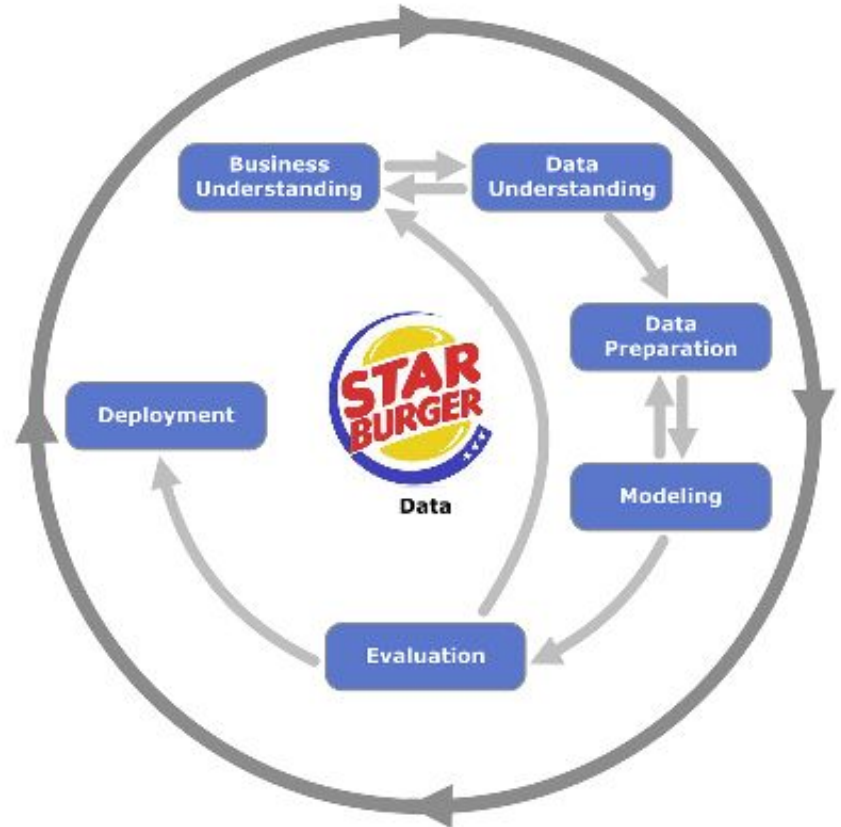 Business
Understanding
Data
Understanding
Data
Preparation
STAR
BURGER
Deployment
Data
Modeling
Evaluation